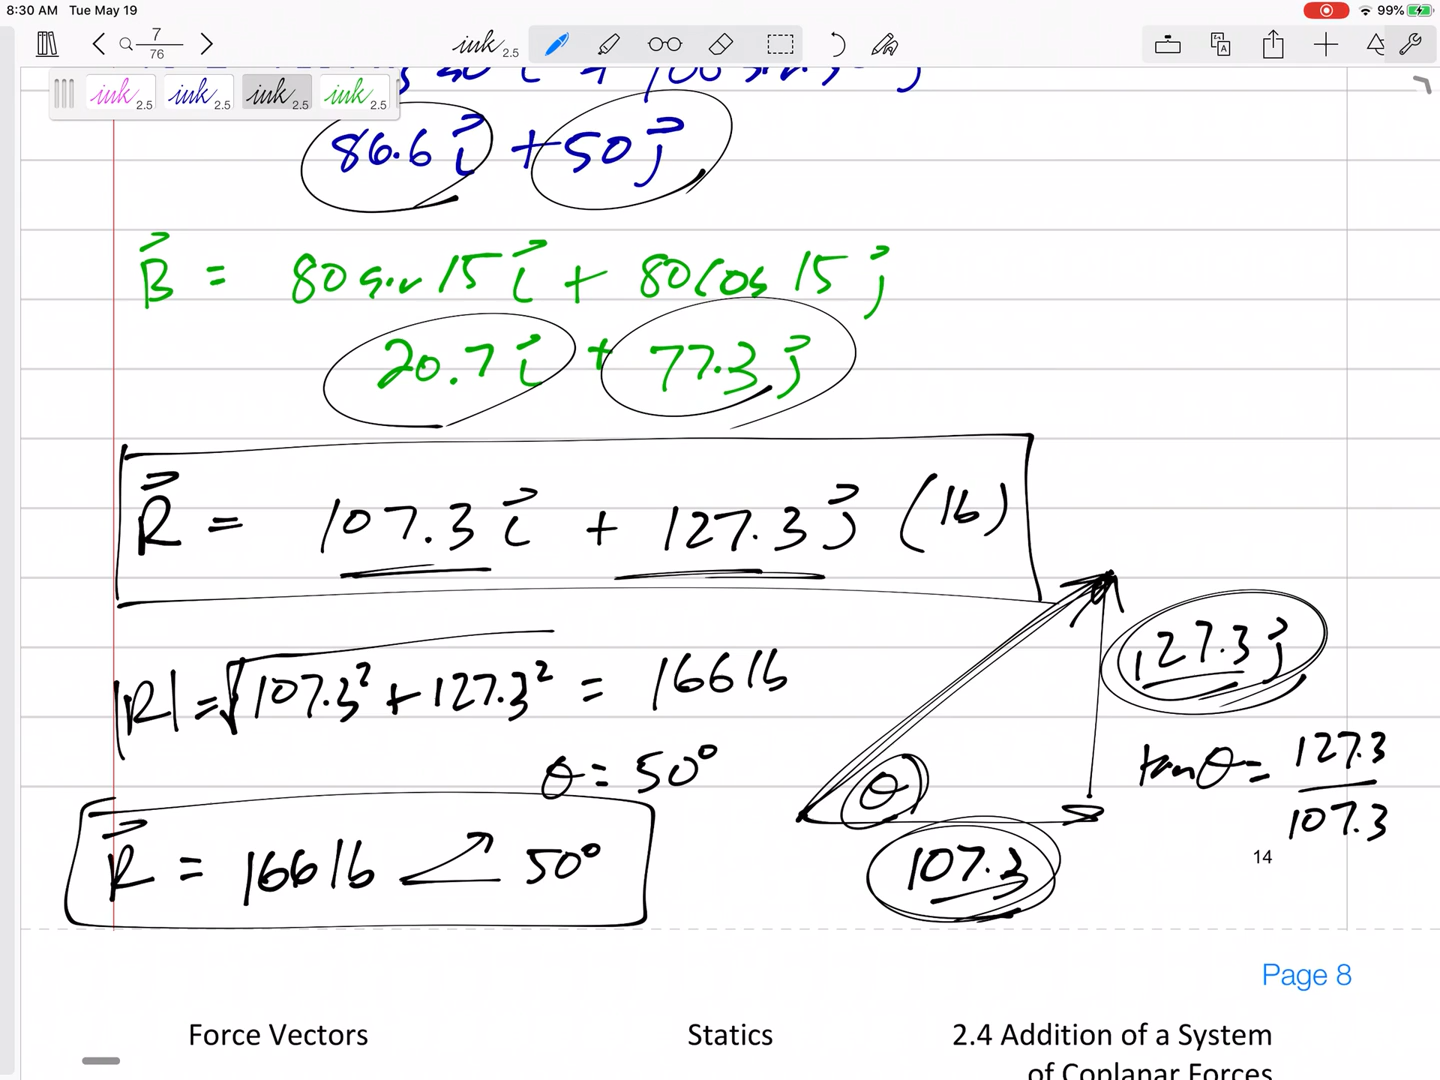 8:30 AM Tue May 19
99%
7
76
ink 2.5
ink 2.5 ink 2.5 ink 2.5 ink 2.5
86.6 i⃗ + 50 j⃗
B⃗ = 80 sin 15 i⃗ + 80 cos 15 j⃗
20.7 i⃗ + 77.3 j⃗
R⃗ = 107.3 i⃗ + 127.3 j⃗ (lb)
127.3 j⃗
|R| = √107.3² + 127.3² = 166 lb
θ = 50°
θ
tan θ = 127.3
107.3
R⃗ = 166 lb 50°
107.3
14
Page 8
Force Vectors Statics 2.4 Addition of a System
of Coplanar Forces